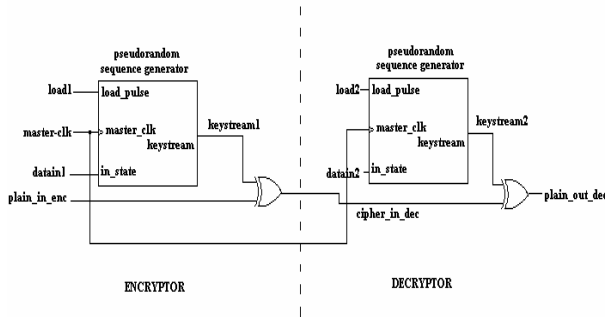 pseudorandom
sequence generator
load1
load_pulse
master-clk
master_clk
keystream
keystream1
datain1
in_state
plain_in_enc
ENCRYPTOR
pseudorandom
sequence generator
load2
load_pulse
master_clk
keystream
keystream2
datain2
in_state
cipher_in_dec
plain_out_dec
DECRYPTOR